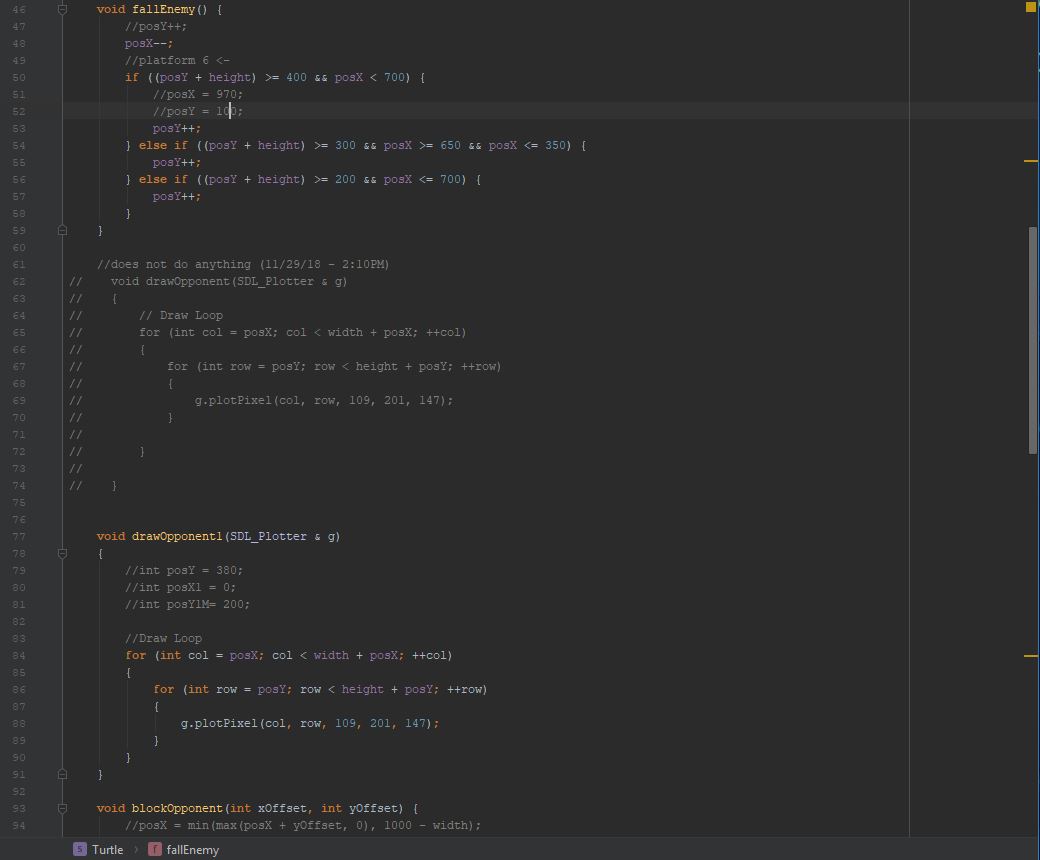 46 void fallEnemy() {
47 //posY++;
48 posX--;
49 //platform 6 <-
50 if ((posY + height) >= 400 && posX < 700) {
51 //posX = 970;
52 //posY = 100;
53 posY++;
54 } else if ((posY + height) >= 300 && posX >= 650 && posX <= 350) {
55 posY++;
56 } else if ((posY + height) >= 200 && posX <= 700) {
57 posY++;
58 }
59 }
60
61 //does not do anything (11/29/18 - 2:10PM)
62 // void drawOpponent(SDL_Plotter & g)
63 // {
64 // // Draw Loop
65 // for (int col = posX; col < width + posX; ++col)
66 // {
67 // for (int row = posY; row < height + posY; ++row)
68 // {
69 // g.plotPixel(col, row, 109, 201, 147);
70 // }
71 //
72 // }
73 //
74 // }
75
76
77 void drawOpponent1(SDL_Plotter & g)
78 {
79 //int posY = 380;
80 //int posX1 = 0;
81 //int posY1M= 200;
82
83 //Draw Loop
84 for (int col = posX; col < width + posX; ++col)
85 {
86 for (int row = posY; row < height + posY; ++row)
87 {
88 g.plotPixel(col, row, 109, 201, 147);
89 }
90 }
91 }
92
93 void blockOpponent(int xOffset, int yOffset) {
94 //posX = min(max(posX + yOffset, 0), 1000 - width);
S Turtle › f fallEnemy